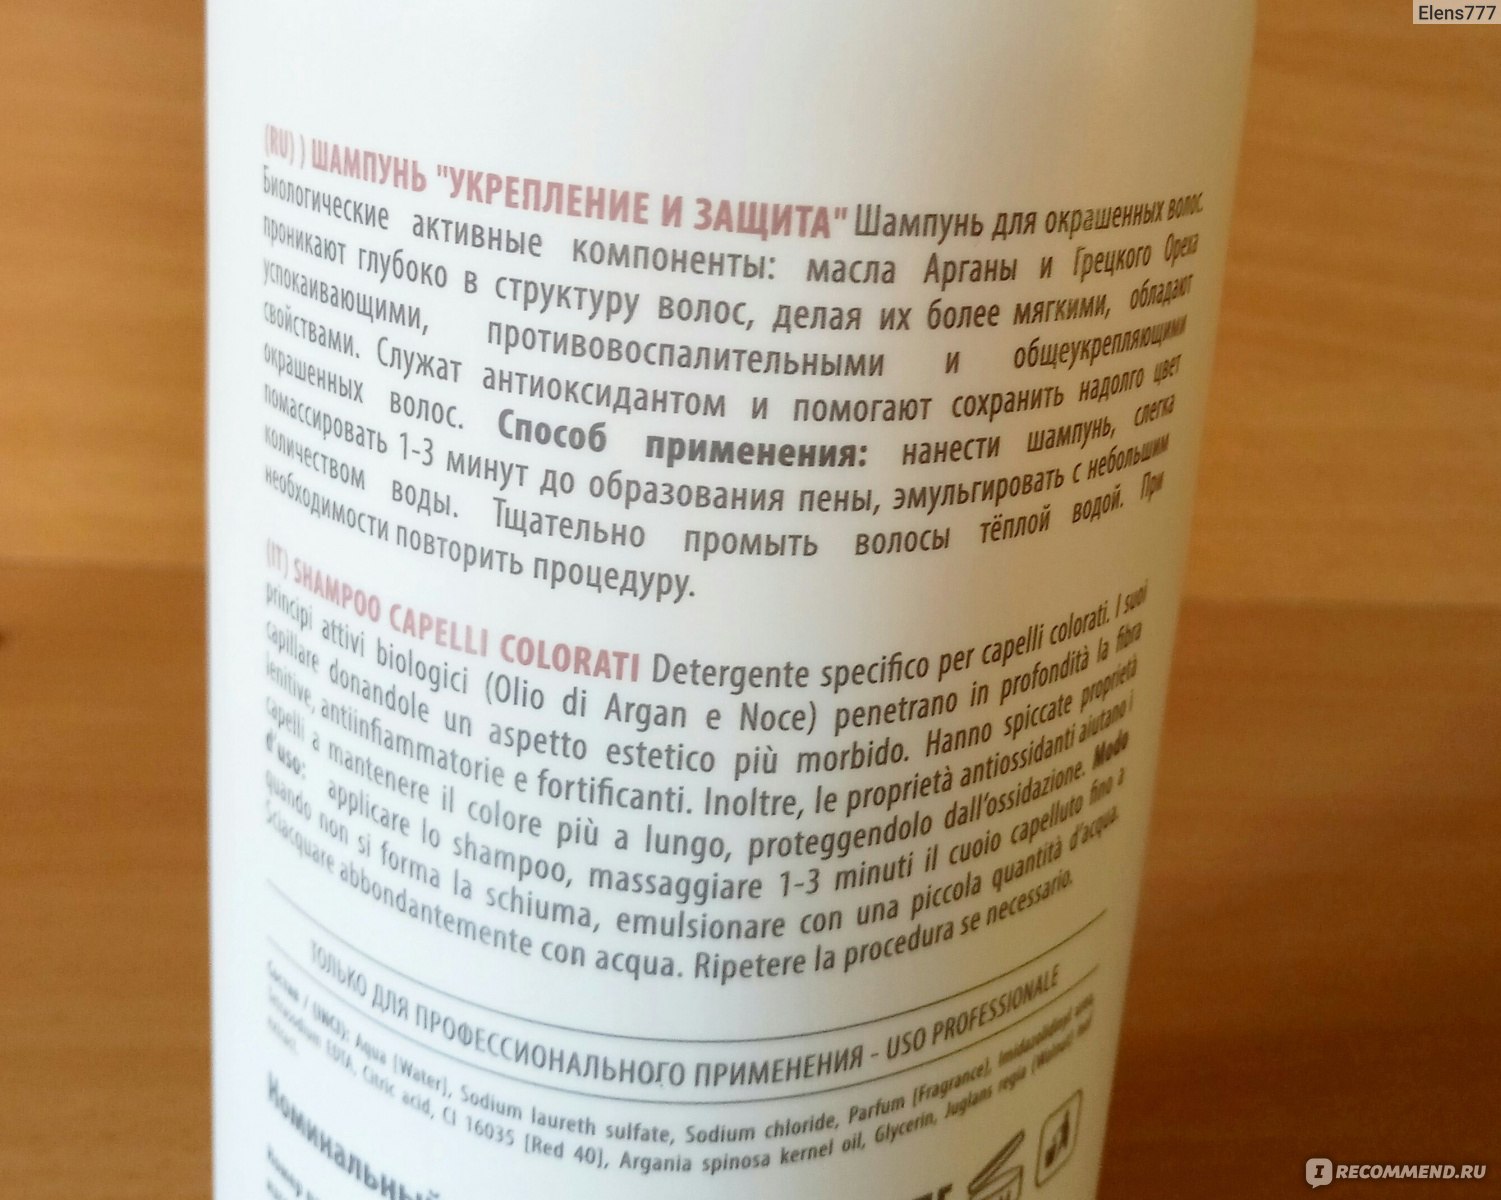 Elens777
(RU) ) ШАМПУНЬ "УКРЕПЛЕНИЕ И ЗАЩИТА" Шампунь для окрашенных волос.
Биологические активные компоненты: масла Арганы и Грецкого Ореха
проникают глубоко в структуру волос, делая их более мягкими, обладают
успокаивающими, противовоспалительными и общеукрепляющими
свойствами. Служат антиоксидантом и помогают сохранить надолго цвет
окрашенных волос. Способ применения: нанести шампунь, слегка
помассировать 1-3 минут до образования пены, эмульгировать с небольшим
количеством воды. Тщательно промыть волосы тёплой водой. При
необходимости повторить процедуру.
(IT) SHAMPOO CAPELLI COLORATI Detergente specifico per capelli colorati. I suoi
principi attivi biologici (Olio di Argan e Noce) penetrano in profondità la fibra
capillare donandole un aspetto estetico più morbido. Hanno spiccate proprietà
lenitive, antiinfiammatorie e fortificanti. Inoltre, le proprietà antiossidanti aiutano i
capelli a mantenere il colore più a lungo, proteggendolo dall'ossidazione. Modo
d'uso: applicare lo shampoo, massaggiare 1-3 minuti il cuoio capelluto fino a
quando non si forma la schiuma, emulsionare con una piccola quantità d'acqua.
Sciacquare abbondantemente con acqua. Ripetere la procedura se necessario.
ТОЛЬКО ДЛЯ ПРОФЕССИОНАЛЬНОГО ПРИМЕНЕНИЯ - USO PROFESSIONALE
Состав / (INCI): Aqua [Water], Sodium laureth sulfate, Sodium chloride, Parfum [Fragrance], Imidazolidinyl urea,
EDTA, Citric acid, CI 16035 [Red 40], Argania spinosa kernel oil, Glycerin, Juglans regia (Walnut)
extract.
Номинальный
IRECOMMEND.RU